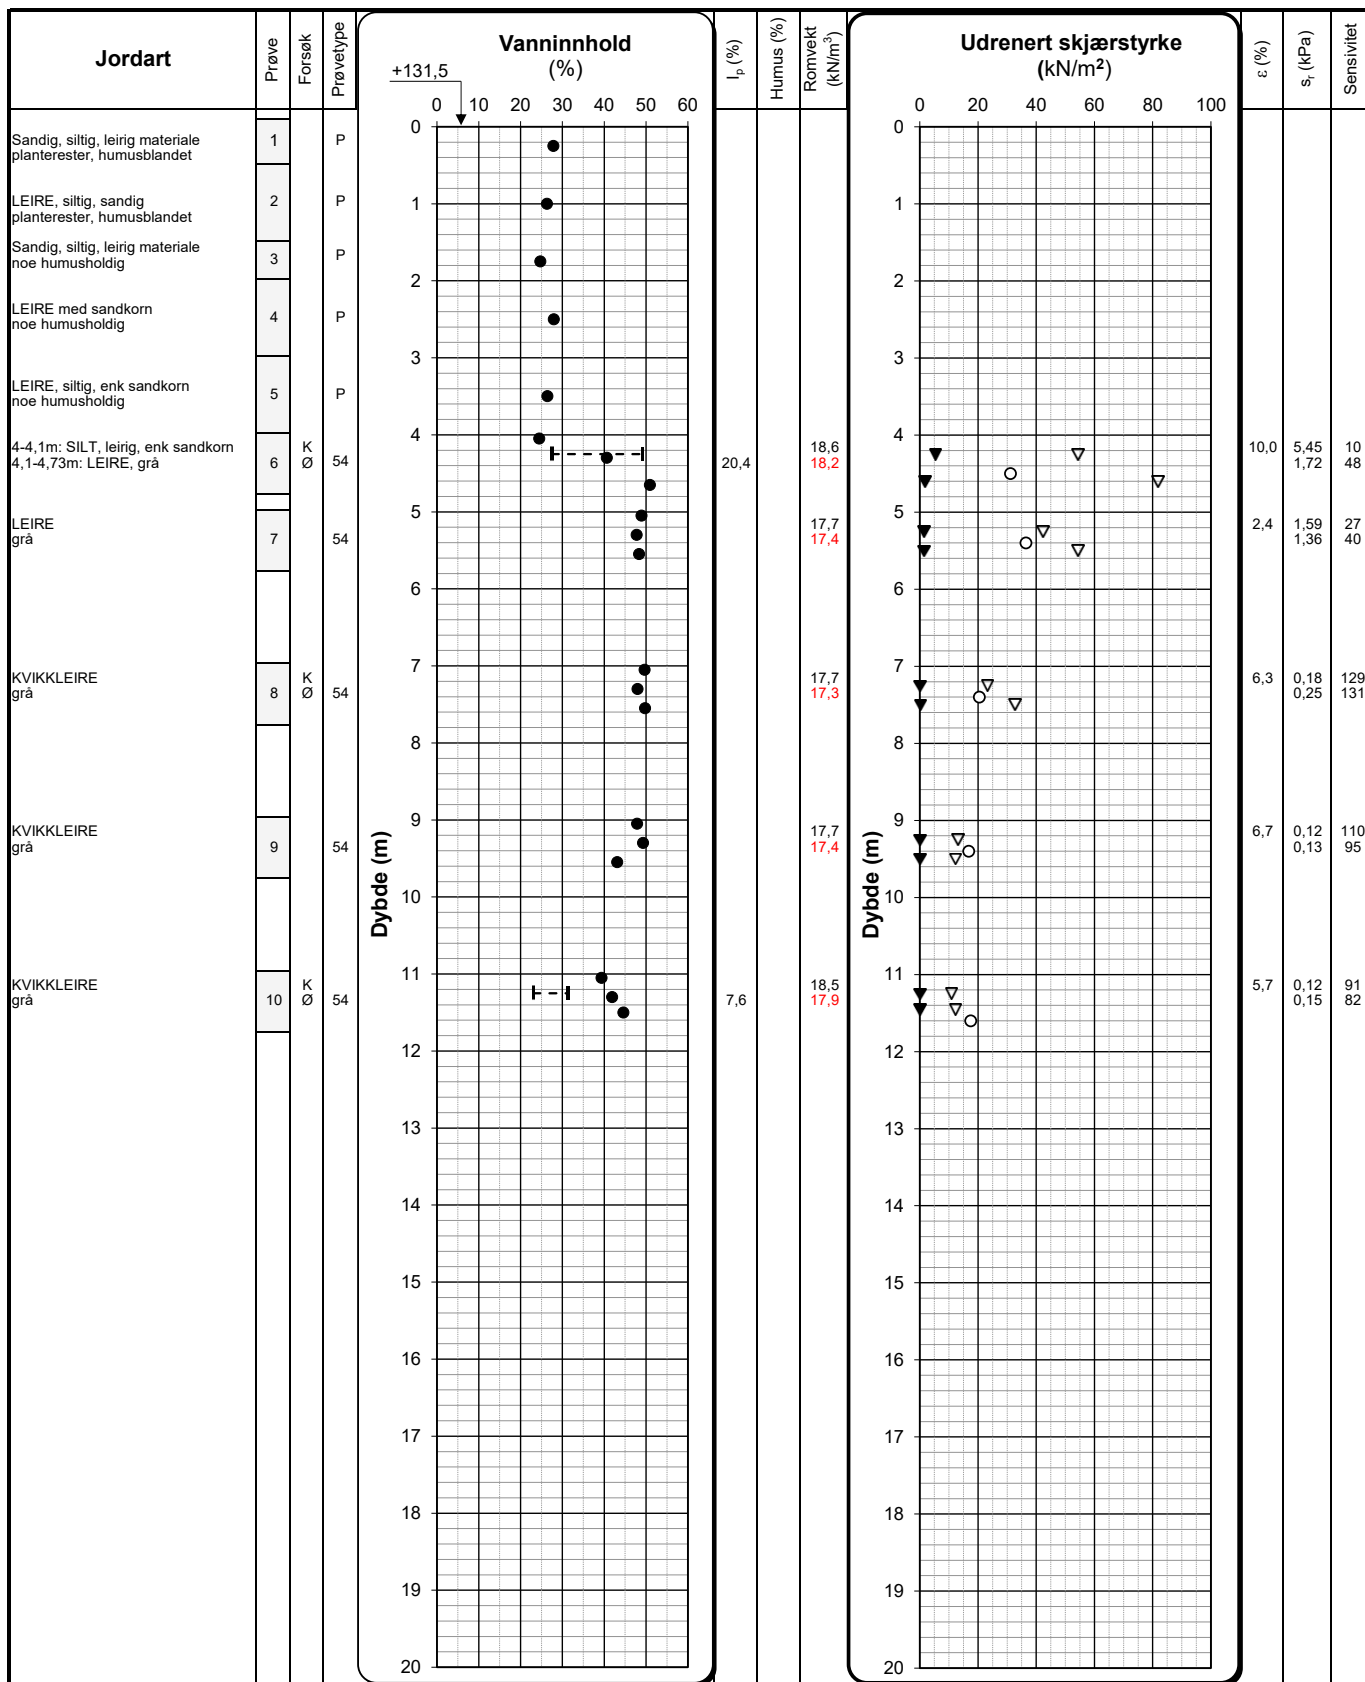 Jordart
Prøve
Forsøk
Prøvetype
Vanninnhold
(%)
+131,5
0 10 20 30 40 50 60
Ip (%)
Humus (%)
Romvekt
(kN/m³)
Udrenert skjærstyrke
(kN/m²)
0 20 40 60 80 100
ε (%)
sr (kPa)
Sensivitet
Sandig, siltig, leirig materiale
planterester, humusblandet
1 P
LEIRE, siltig, sandig
planterester, humusblandet
2 P
Sandig, siltig, leirig materiale
noe humusholdig
3 P
LEIRE med sandkorn
noe humusholdig
4 P
LEIRE, siltig, enk sandkorn
noe humusholdig
5 P
4-4,1m: SILT, leirig, enk sandkorn K 18,6 10,0 5,45 10
4,1-4,73m: LEIRE, grå 6 Ø 54 20,4 18,2 1,72 48
LEIRE 17,7 2,4 1,59 27
grå 7 54 17,4 1,36 40
KVIKKLEIRE K 17,7 6,3 0,18 129
grå 8 Ø 54 17,3 0,25 131
KVIKKLEIRE 17,7 6,7 0,12 110
grå 9 54 17,4 0,13 95
KVIKKLEIRE K 18,5 5,7 0,12 91
grå 10 Ø 54 7,6 17,9 0,15 82
Dybde (m)
0
1
2
3
4
5
6
7
8
9
10
11
12
13
14
15
16
17
18
19
20
Dybde (m)
0
1
2
3
4
5
6
7
8
9
10
11
12
13
14
15
16
17
18
19
20